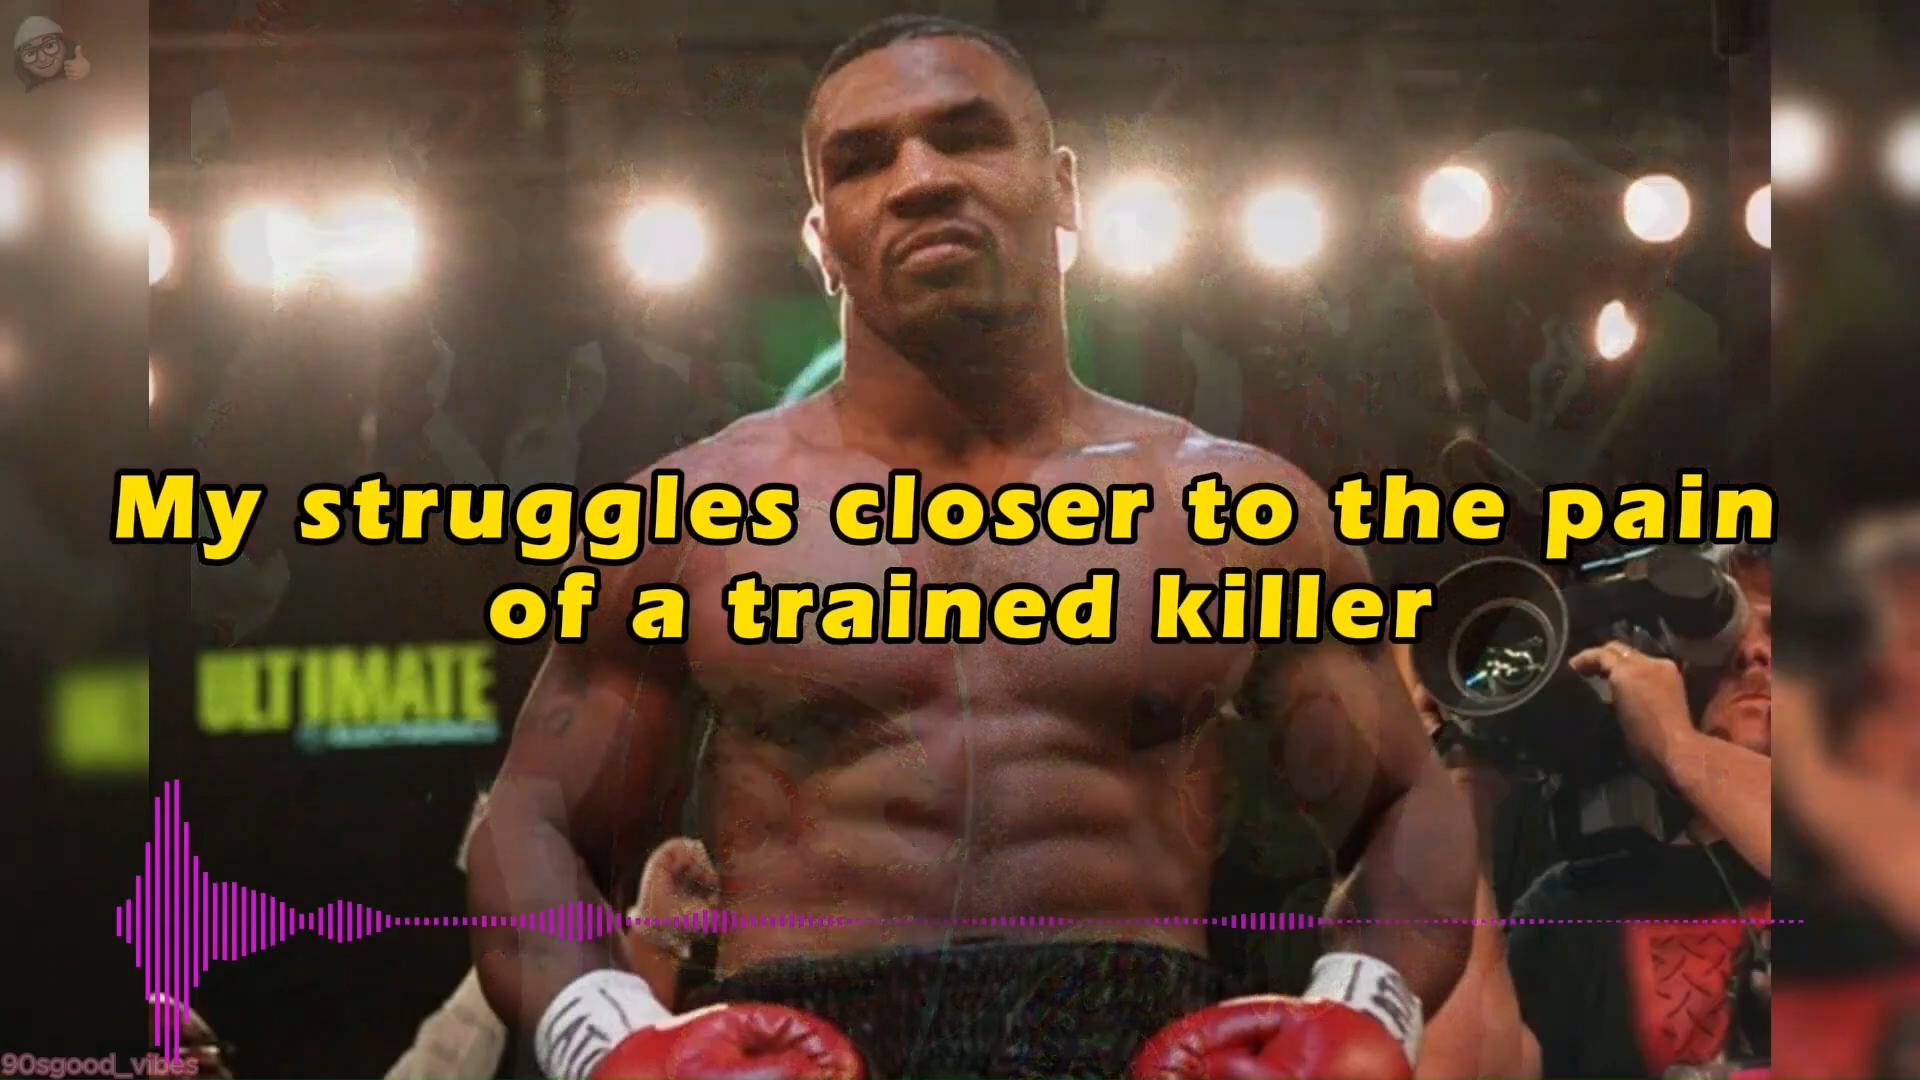 My struggles closer to the pain
of a trained killer
ULTIMATE
90sgood_vibes